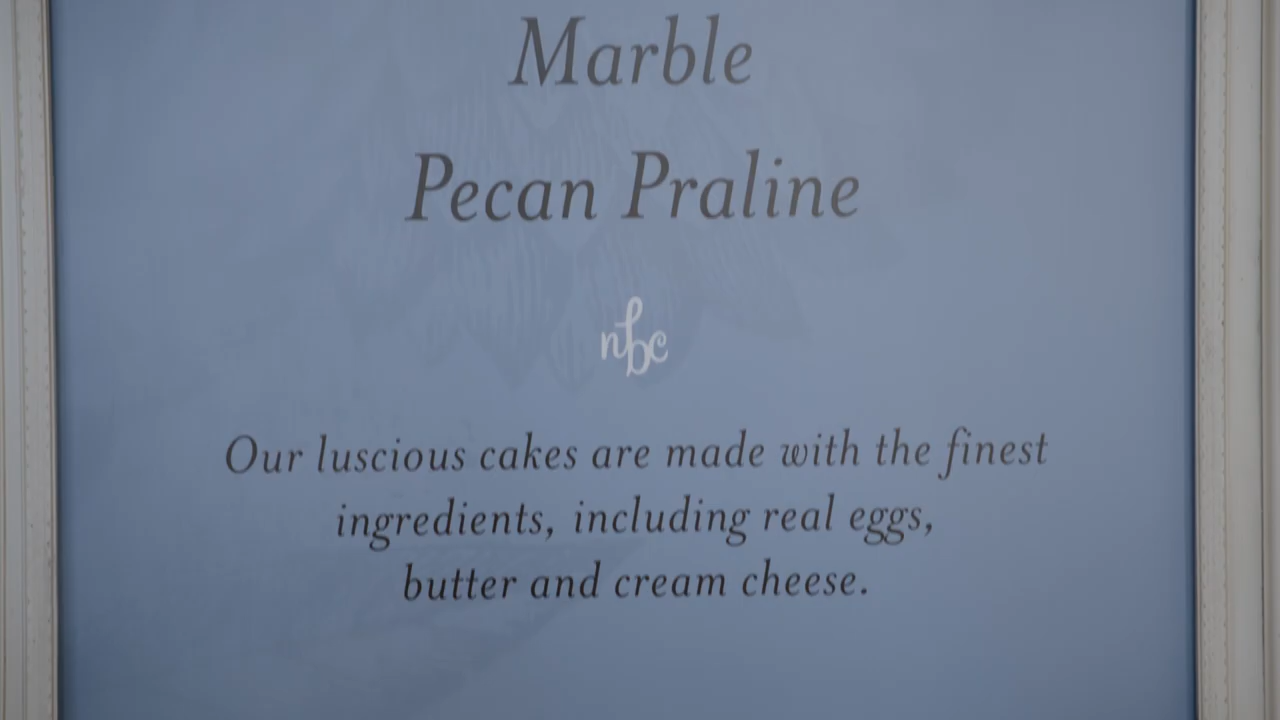 Marble
Pecan Praline
nbc
Our luscious cakes are made with the finest
ingredients, including real eggs,
butter and cream cheese.